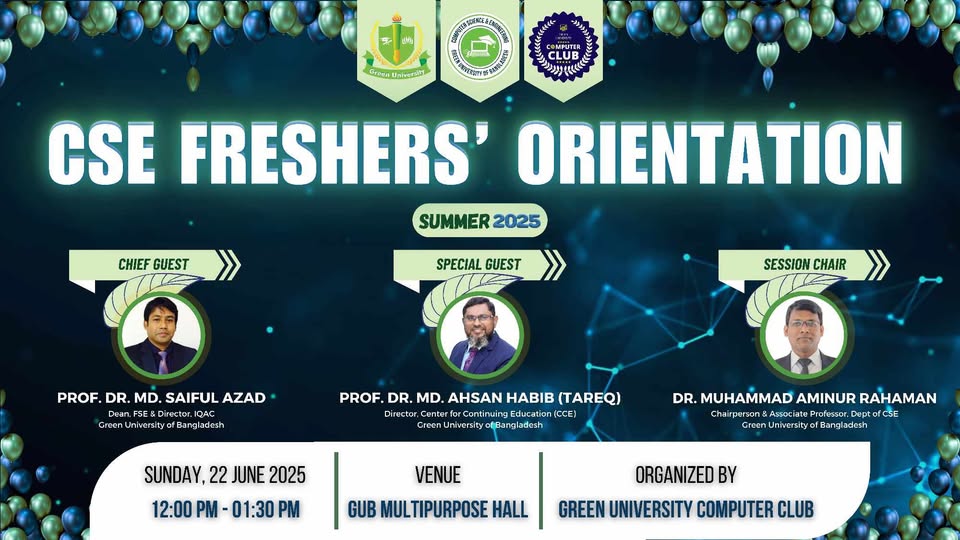 Green University
COMPUTER SCIENCE & ENGINEERING
GREEN UNIVERSITY OF BANGLADESH
COMPUTER
CLUB
CSE FRESHERS' ORIENTATION
SUMMER 2025
CHIEF GUEST
SPECIAL GUEST
SESSION CHAIR
PROF. DR. MD. SAIFUL AZAD
Dean, FSE & Director, IQAC
Green University of Bangladesh
PROF. DR. MD. AHSAN HABIB (TAREQ)
Director, Center for Continuing Education (CCE)
Green University of Bangladesh
DR. MUHAMMAD AMINUR RAHAMAN
Chairperson & Associate Professor, Dept of CSE
Green University of Bangladesh
SUNDAY, 22 JUNE 2025
12:00 PM - 01:30 PM
VENUE
GUB MULTIPURPOSE HALL
ORGANIZED BY
GREEN UNIVERSITY COMPUTER CLUB